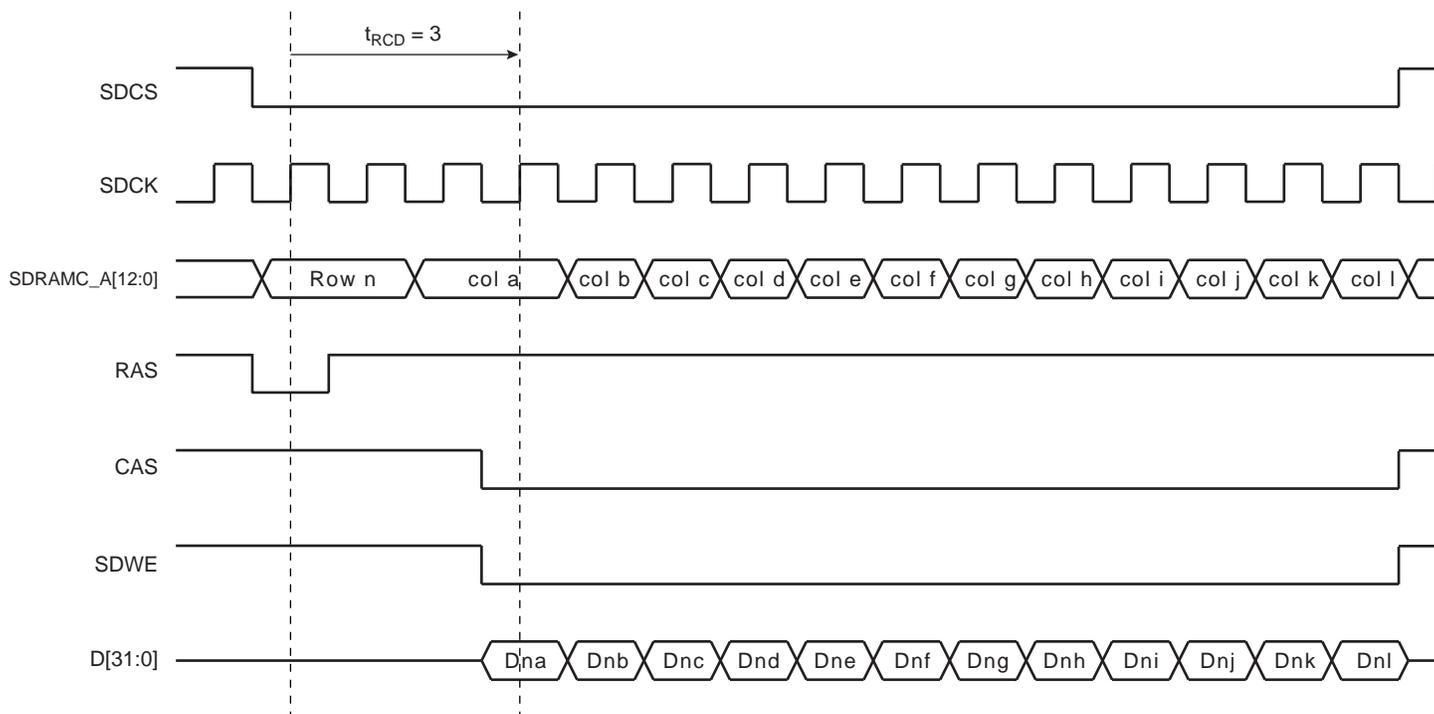 tRCD = 3
SDCS
SDCK
SDRAMC_A[12:0] Row n col a col b col c col d col e col f col g col h col i col j col k col l
RAS
CAS
SDWE
D[31:0] Dna Dnb Dnc Dnd Dne Dnf Dng Dnh Dni Dnj Dnk Dnl